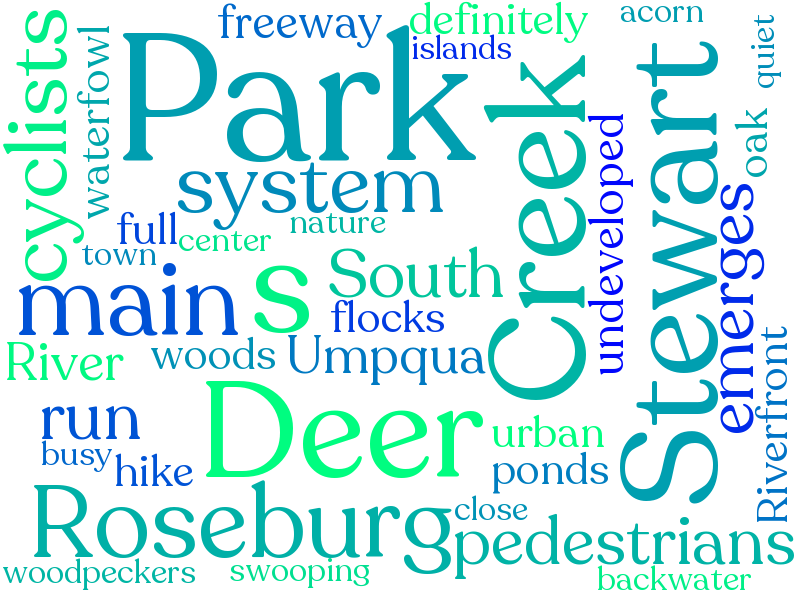 freeway
definitely
acorn
islands
quiet
Park
cyclists
waterfowl
Creek
Stewart
undeveloped
oak
system
emerges
full
nature
center
town
South
s
main
flocks
River
woods
Umpqua
Riverfront
Deer
run
urban
busy
hike
ponds
Roseburg
close
pedestrians
woodpeckers
swooping
backwater